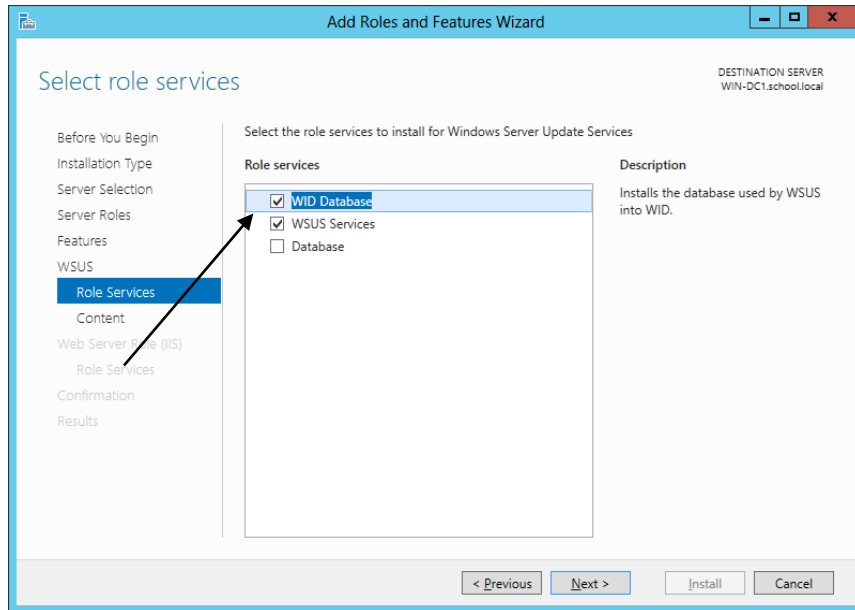 Add Roles and Features Wizard
Select role services
DESTINATION SERVER
WIN-DC1.school.local
Before You Begin
Installation Type
Server Selection
Server Roles
Features
WSUS
Role Services
Content
Web Server Role (IIS)
Role Services
Confirmation
Results
Select the role services to install for Windows Server Update Services
Role services
WID Database
WSUS Services
Database
Description
Installs the database used by WSUS
into WID.
< Previous
Next >
Install
Cancel